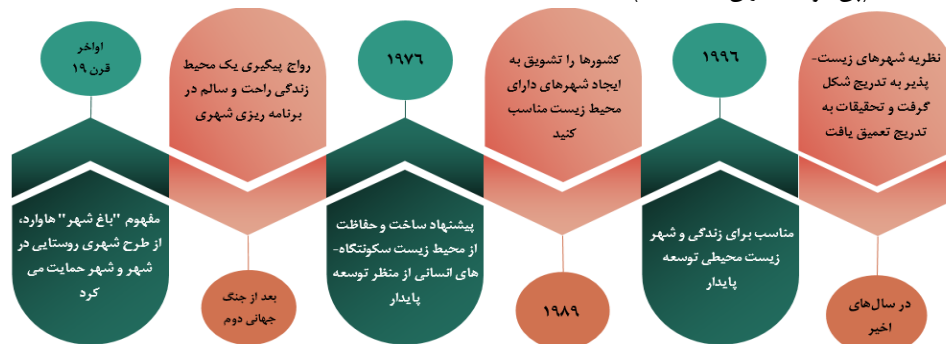 اواخر
قرن ۱۹
مفهوم "باغ شهر" هاوارد،
از طرح شهری روستایی در
شهر و شهر حمایت می
کرد
رواج پیگیری یک محیط
زندگی راحت و سالم در
برنامه ریزی شهری
بعد از جنگ
جهانی دوم
۱۹۷۶
پیشنهاد ساخت و حفاظت
از محیط زیست سکونتگاه-
های انسانی از منظر توسعه
پایدار
کشورها را تشویق به
ایجاد شهرهای دارای
محیط زیست مناسب
کنید
۱۹۸۹
۱۹۹۶
مناسب برای زندگی و شهر
زیست محیطی توسعه
پایدار
نظریه شهرهای زیست-
پذیر به تدریج شکل
گرفت و تحقیقات به
تدریج تعمیق یافت
در سال‌های
اخیر